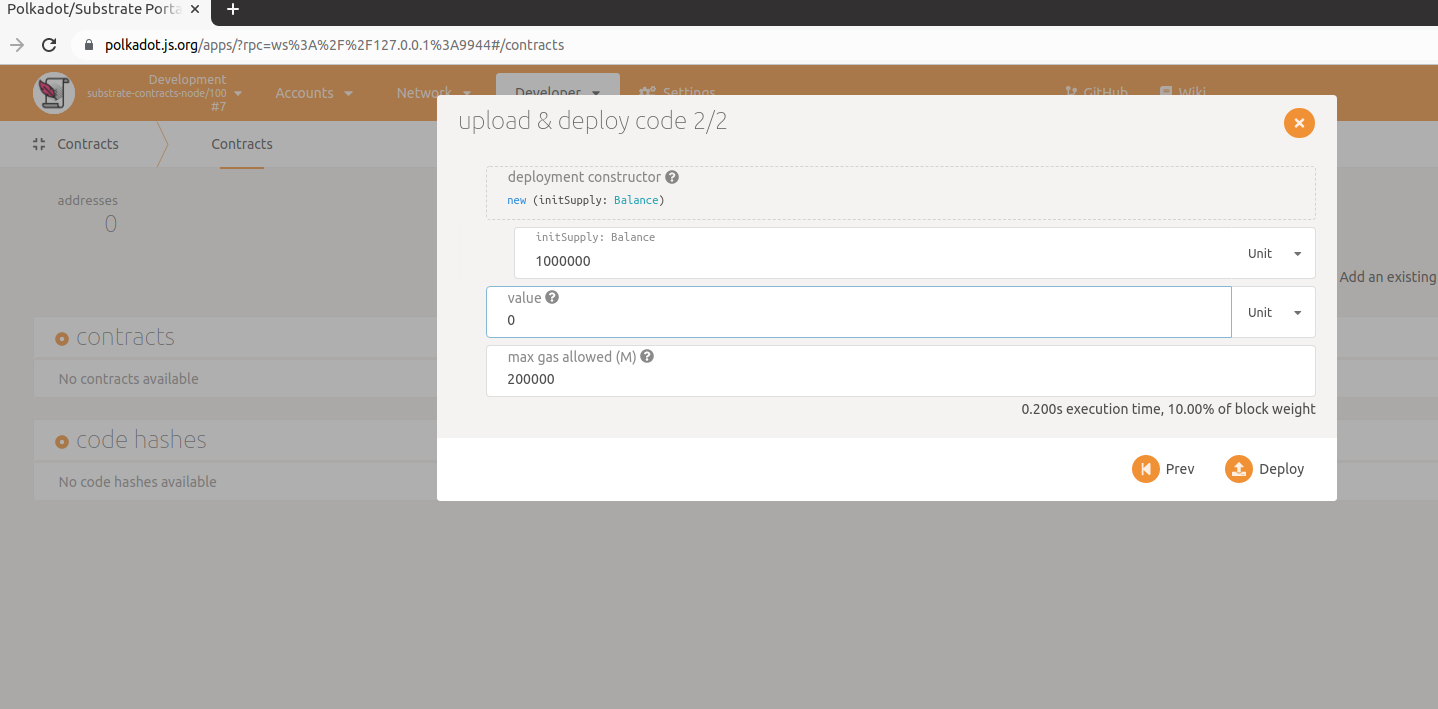 Polkadot/Substrate Porta
polkadot.js.org/apps/?rpc=ws%3A%2F%2F127.0.0.1%3A9944#/contracts
Development
substrate-contracts-node/100
#7
Accounts
Network
Developer
Settings
GitHub
Wiki
Contracts
Contracts
addresses
0
Add an existing
contracts
No contracts available
code hashes
No code hashes available
upload & deploy code 2/2
deployment constructor
new (initSupply: Balance)
initSupply: Balance
1000000
Unit
value
0
Unit
max gas allowed (M)
200000
0.200s execution time, 10.00% of block weight
Prev
Deploy